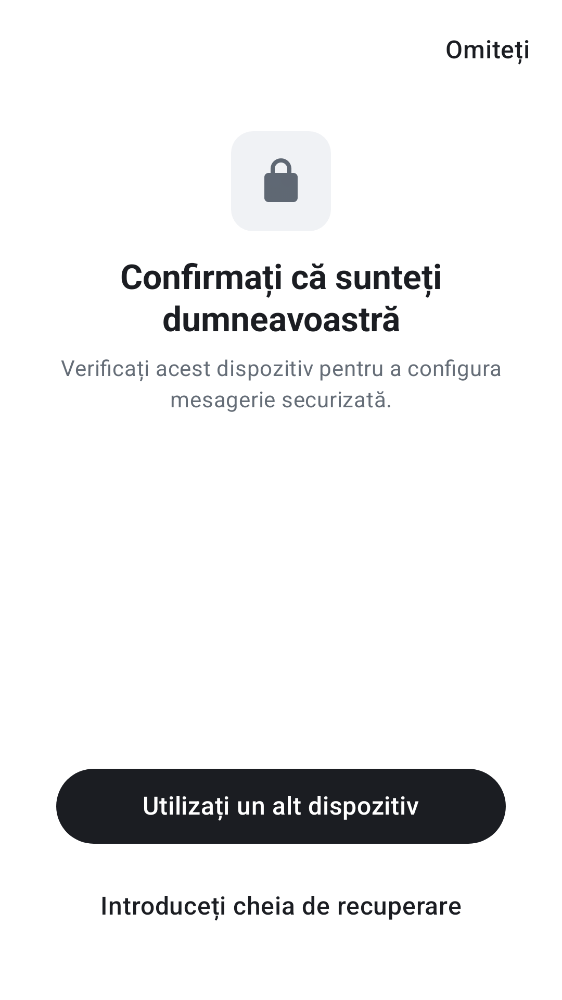 Omiteți
Confirmați că sunteți
dumneavoastră
Verificați acest dispozitiv pentru a configura
mesagerie securizată.
Utilizați un alt dispozitiv
Introduceți cheia de recuperare